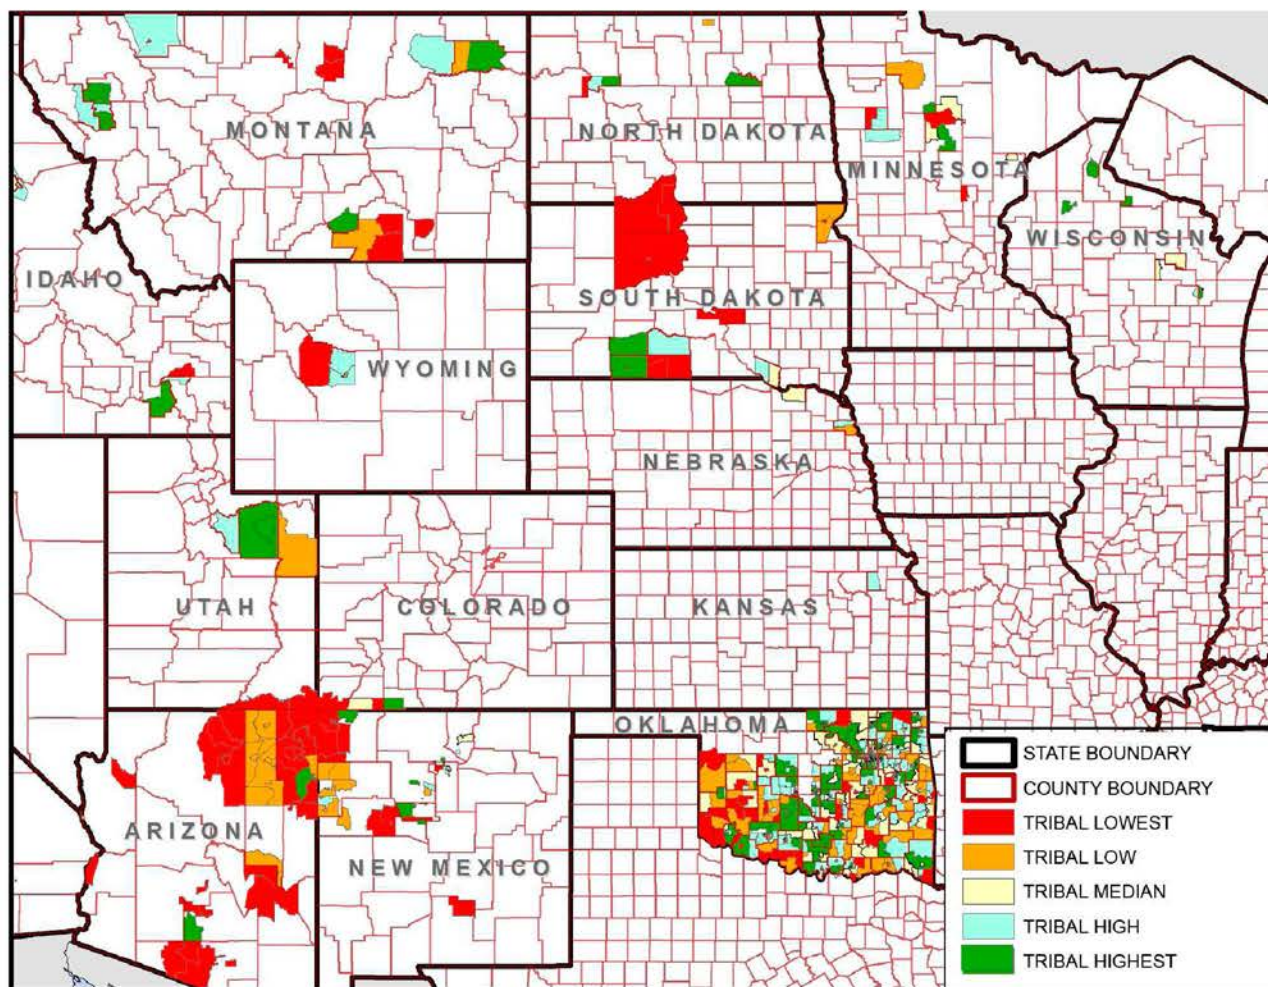 MONTANA
NORTH DAKOTA
MINNESOTA
WISCONSIN
IDAHO
SOUTH DAKOTA
WYOMING
NEBRASKA
UTAH
COLORADO
KANSAS
OKLAHOMA
ARIZONA
NEW MEXICO
STATE BOUNDARY
COUNTY BOUNDARY
TRIBAL LOWEST
TRIBAL LOW
TRIBAL MEDIAN
TRIBAL HIGH
TRIBAL HIGHEST